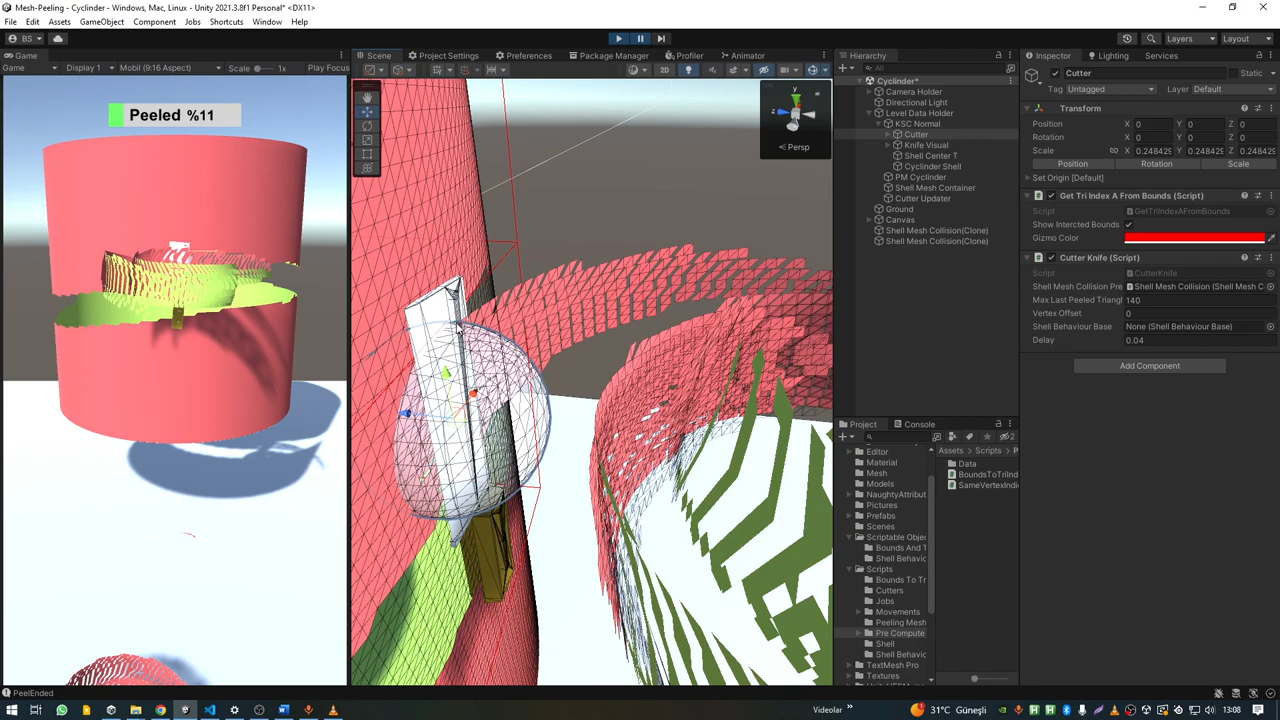 Mesh-Peeling - Cyclinder - Windows, Mac, Linux - Unity 2021.3.8f1 Personal* <DX11>
File Edit Assets GameObject Component Jobs Shortcuts Window Help
BS Layers Layout
Game Scene Project Settings Preferences Package Manager Profiler Animator Hierarchy Inspector Lighting Services
Game Display 1 Mobil (9:16 Aspect) Scale 1x Play Focus 2D
All
Peeled %11
y
Persp
Cyclinder*
Camera Holder
Directional Light
Level Data Holder
KSC Normal
Cutter
Knife Visual
Shell Center T
Cyclinder Shell
PM Cyclinder
Shell Mesh Container
Cutter Updater
Ground
Canvas
Shell Mesh Collision(Clone)
Shell Mesh Collision(Clone)
Cutter Static
Tag Untagged Layer Default
Transform
Position X 0 Y 0 Z 0
Rotation X 0 Y 0 Z 0
Scale X 0.248429 Y 0.248429 Z 0.248429
Position Rotation Scale
Set Origin [Default]
Get Tri Index A From Bounds (Script)
Script GetTriIndexAFromBounds
Show Intercted Bounds
Gizmo Color
Cutter Knife (Script)
Script CutterKnife
Shell Mesh Collision Pre Shell Mesh Collision (Shell Mesh C
Max Last Peeled Triangl 140
Vertex Offset 0
Shell Behaviour Base None (Shell Behaviour Base)
Delay 0.04
Add Component
Project Console
2
Editor
Material
Mesh
Models
NaughtyAttribut
Pictures
Prefabs
Scenes
Scriptable Objec
Bounds And T
Shell Behavic
Scripts
Bounds To Tr
Cutters
Jobs
Movements
Peeling Mesh
Pre Compute
Shell
Shell Behavic
TextMesh Pro
Textures
Assets > Scripts > P
Data
BoundsToTriInd
SameVertexIndi
PeelEnded
Videolar 31°C Güneşli 13:08